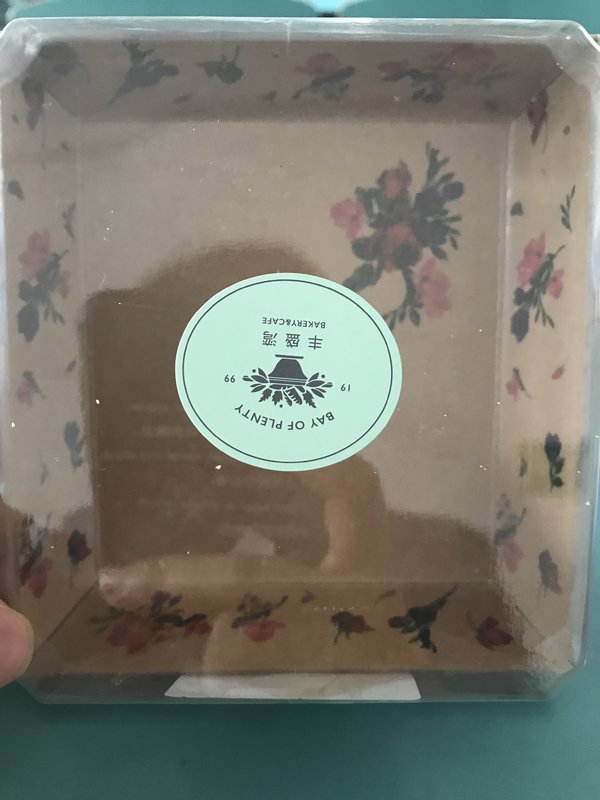 BAY OF PLENTY
19 99
丰盛湾
BAKERY&CAFE